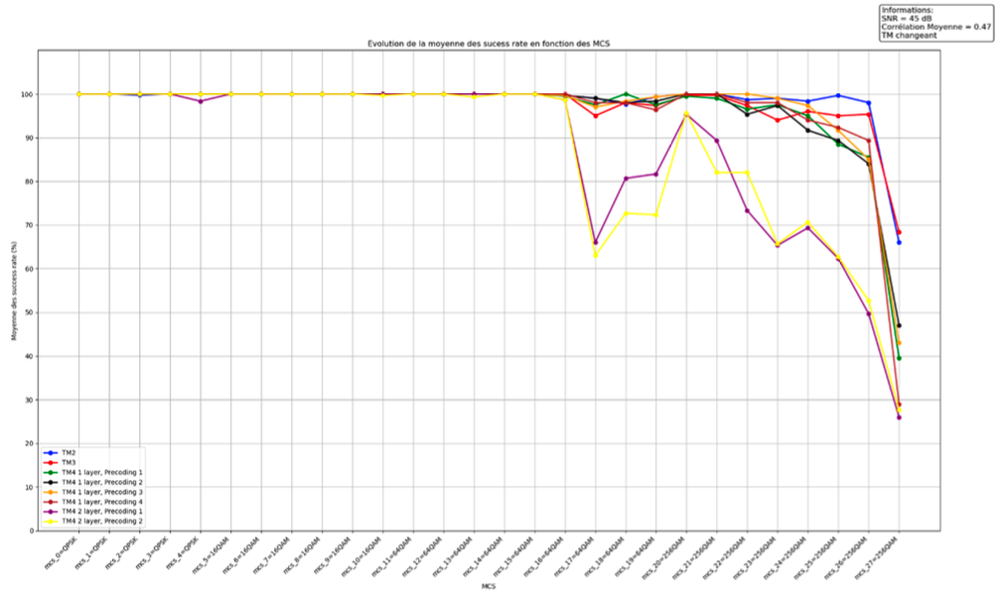 Informations:
SNR = 45 dB
Corrélation Moyenne = 0.47
TM changeant
Evolution de la moyenne des sucess rate en fonction des MCS
Moyenne des success rate (%)
100
90
80
70
60
50
40
30
20
10
0
TM2
TM3
TM4 1 layer, Precoding 1
TM4 1 layer, Precoding 2
TM4 1 layer, Precoding 3
TM4 1 layer, Precoding 4
TM4 2 layer, Precoding 1
TM4 2 layer, Precoding 2
mcs_0=QPSK
mcs_1=QPSK
mcs_2=QPSK
mcs_3=QPSK
mcs_4=QPSK
mcs_5=16QAM
mcs_6=16QAM
mcs_7=16QAM
mcs_8=16QAM
mcs_9=16QAM
mcs_10=16QAM
mcs_11=64QAM
mcs_12=64QAM
mcs_13=64QAM
mcs_14=64QAM
mcs_15=64QAM
mcs_16=64QAM
mcs_17=64QAM
mcs_18=64QAM
mcs_19=64QAM
mcs_20=256QAM
mcs_21=256QAM
mcs_22=256QAM
mcs_23=256QAM
mcs_24=256QAM
mcs_25=256QAM
mcs_26=256QAM
mcs_27=256QAM
MCS